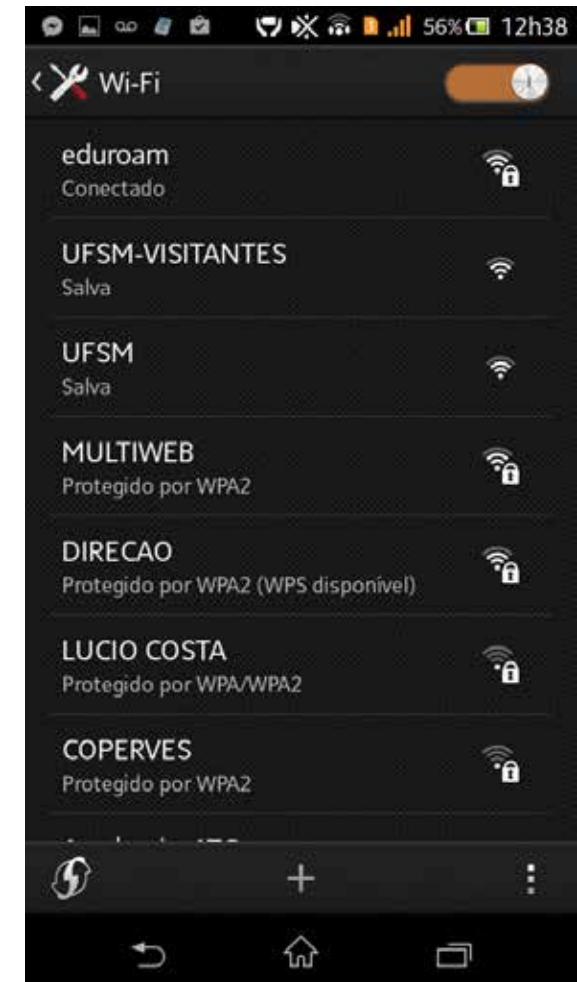 56% 12h38
Wi-Fi
eduroam
Conectado
UFSM-VISITANTES
Salva
UFSM
Salva
MULTIWEB
Protegido por WPA2
DIRECAO
Protegido por WPA2 (WPS disponível)
LUCIO COSTA
Protegido por WPA/WPA2
COPERVES
Protegido por WPA2